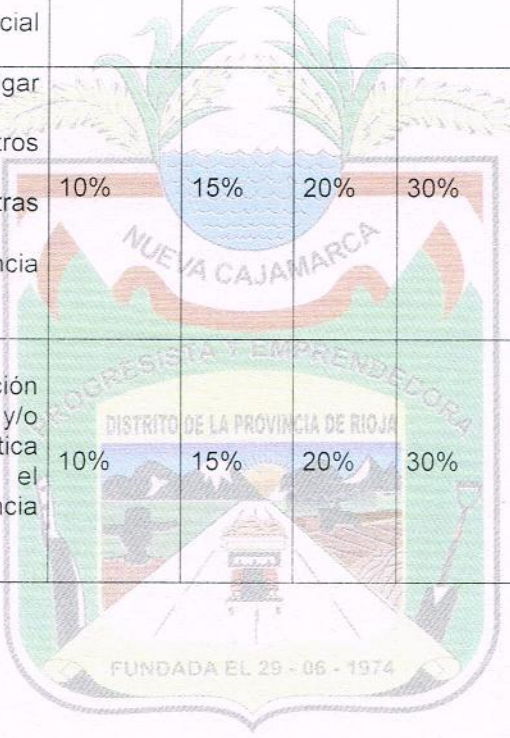 cial
gar
tros
10% 15% 20% 30%
tras
NUEVA CAJAMARCA
ncia
PROGRESISTA Y EMPRENDEDORA
ción
y/o
DISTRITO DE LA PROVINCIA DE RIOJA
tica
10% 15% 20% 30%
el
ncia
FUNDADA EL 29 - 06 - 1974